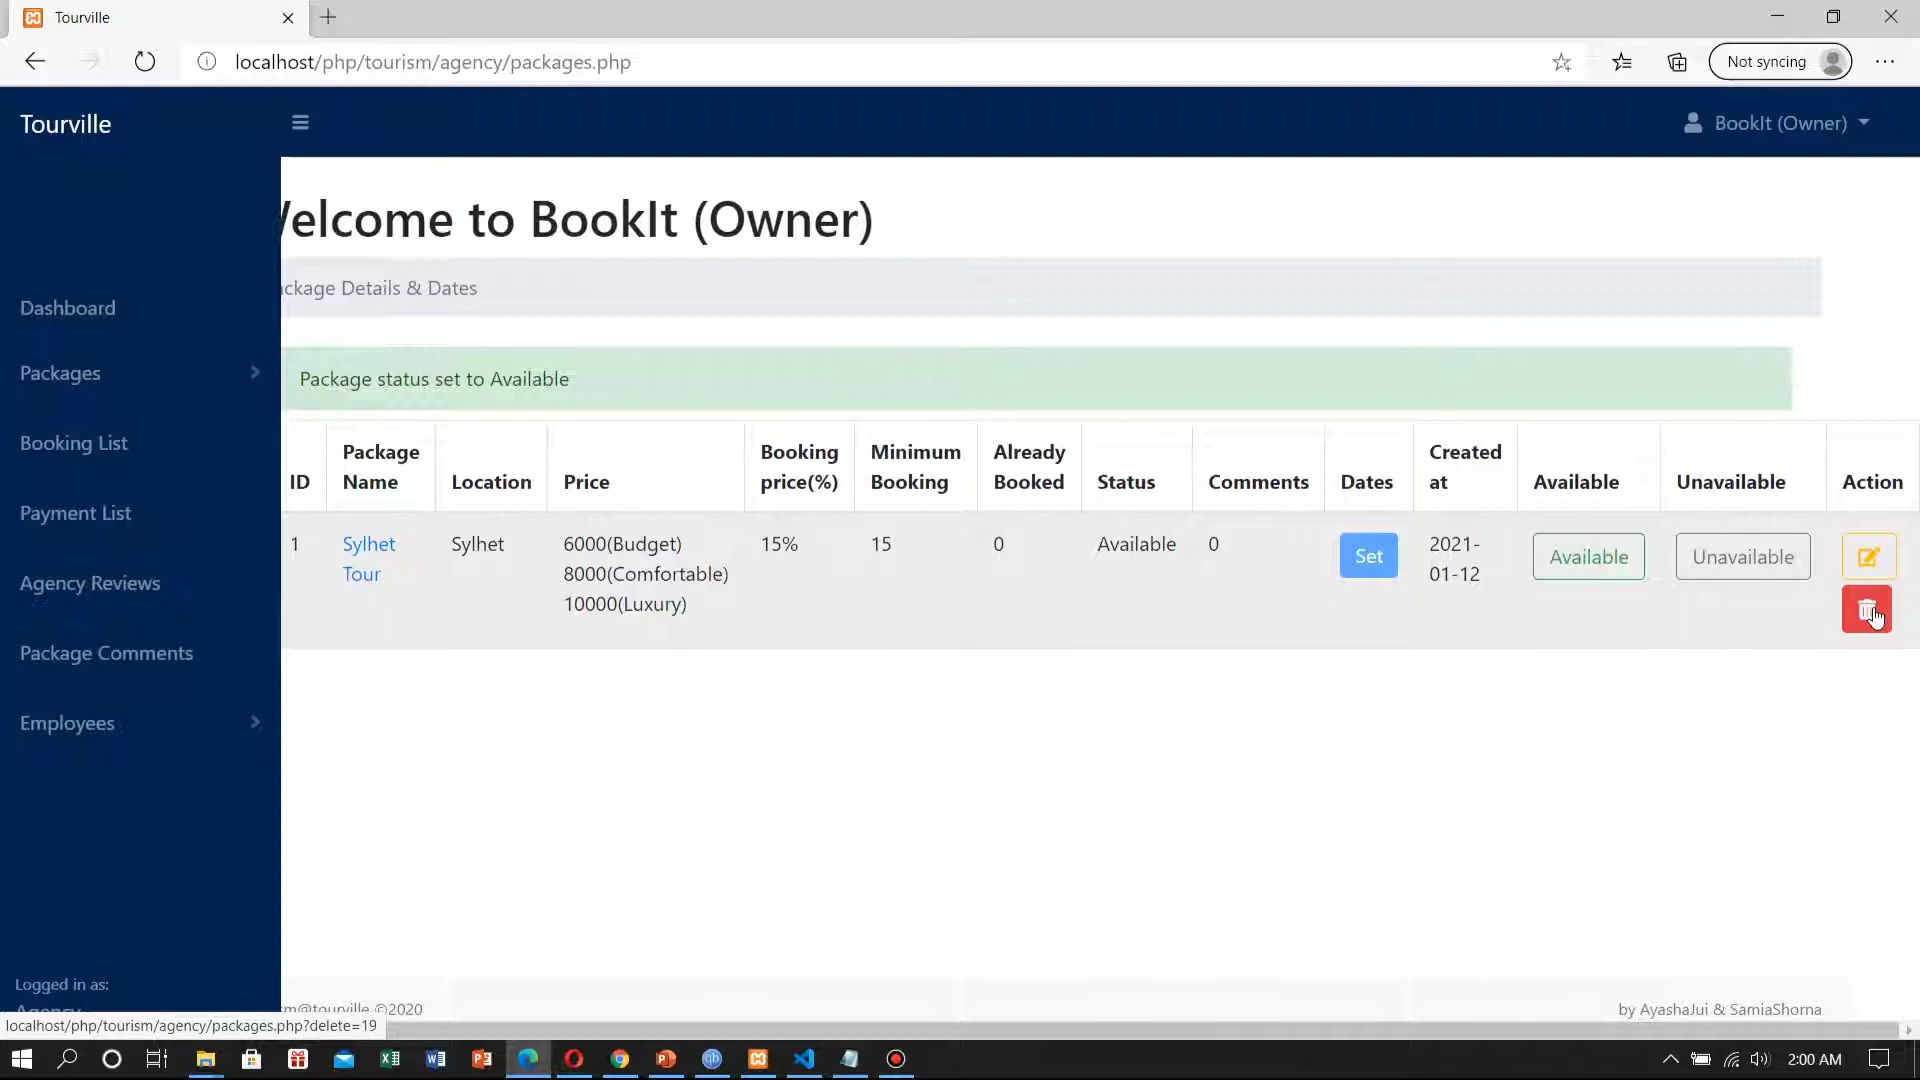 Tourville
localhost/php/tourism/agency/packages.php
Not syncing
Tourville
BookIt (Owner)
Welcome to BookIt (Owner)
Package Details & Dates
Dashboard
Packages
Booking List
Payment List
Agency Reviews
Package Comments
Employees
Package status set to Available
ID
Package Name
Location
Price
Booking price(%)
Minimum Booking
Already Booked
Status
Comments
Dates
Created at
Available
Unavailable
Action
1
Sylhet Tour
Sylhet
6000(Budget)
8000(Comfortable)
10000(Luxury)
15%
15
0
Available
0
Set
2021-
01-12
Available
Unavailable
Logged in as:
Agency
sm@tourville ©2020
by AyashaJui & SamiaShorna
localhost/php/tourism/agency/packages.php?delete=19
2:00 AM